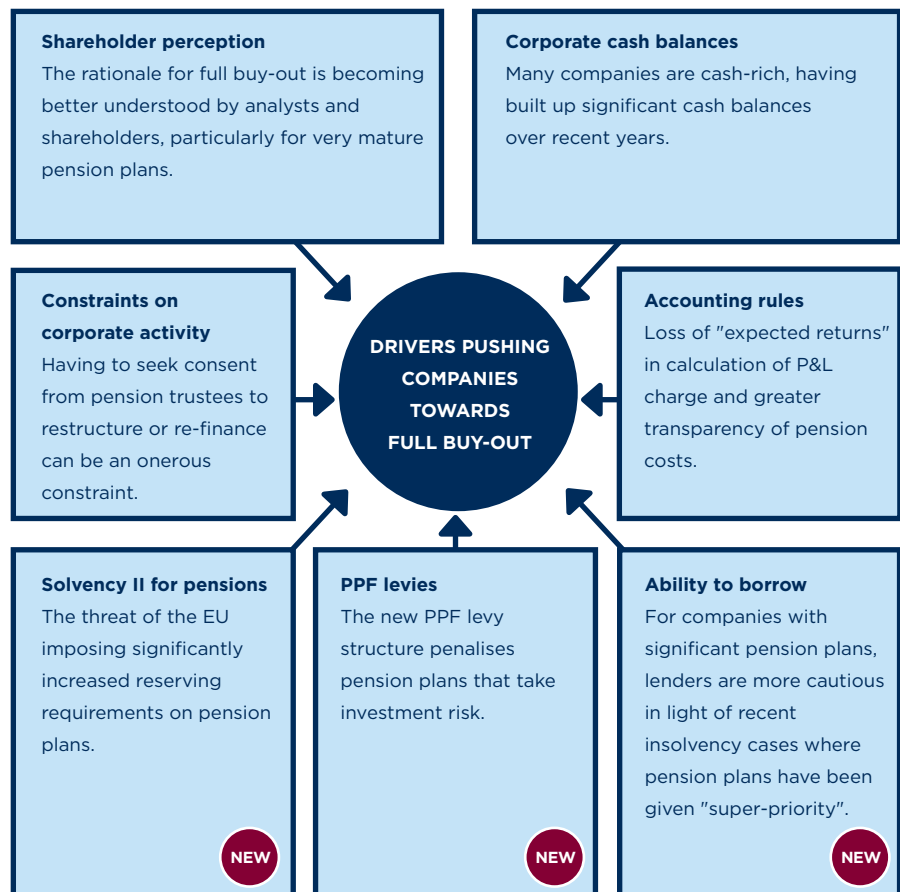 Shareholder perception
The rationale for full buy-out is becoming
better understood by analysts and
shareholders, particularly for very mature
pension plans.
Corporate cash balances
Many companies are cash-rich, having
built up significant cash balances
over recent years.
Constraints on
corporate activity
Having to seek consent
from pension trustees to
restructure or re-finance
can be an onerous
constraint.
DRIVERS PUSHING
COMPANIES
TOWARDS
FULL BUY-OUT
Accounting rules
Loss of "expected returns"
in calculation of P&L
charge and greater
transparency of pension
costs.
Solvency II for pensions
The threat of the EU
imposing significantly
increased reserving
requirements on pension
plans.
NEW
PPF levies
The new PPF levy
structure penalises
pension plans that take
investment risk.
NEW
Ability to borrow
For companies with
significant pension plans,
lenders are more cautious
in light of recent
insolvency cases where
pension plans have been
given "super-priority".
NEW